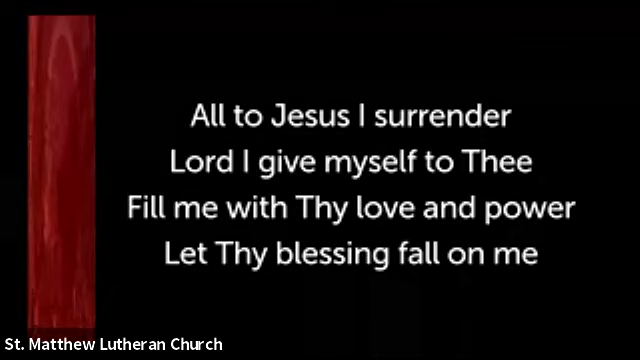 All to Jesus I surrender
Lord I give myself to Thee
Fill me with Thy love and power
Let Thy blessing fall on me
St. Matthew Lutheran Church